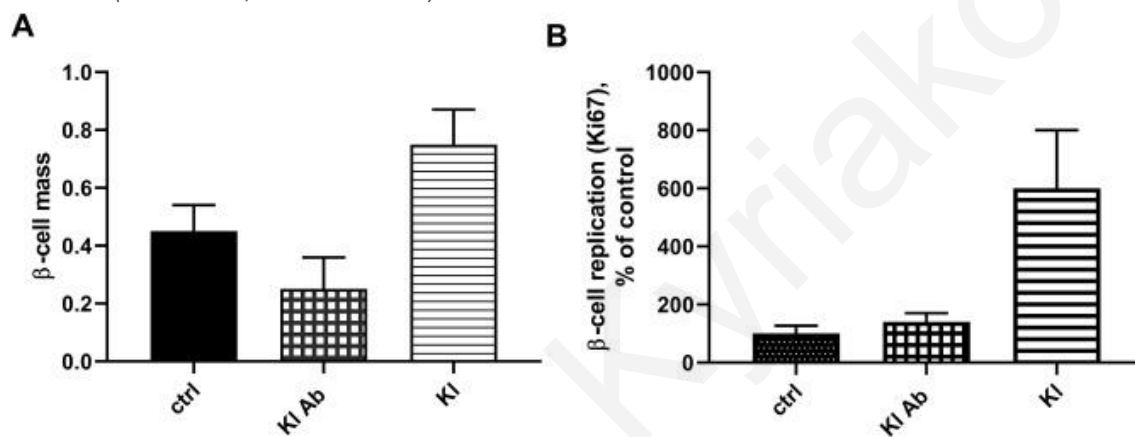 A
β-cell mass
1.0
0.8
0.6
0.4
0.2
0.0
ctrl
KI Ab
KI
B
β-cell replication (Ki67),
% of control
1000
800
600
400
200
0
ctrl
KI Ab
KI
Kyriako